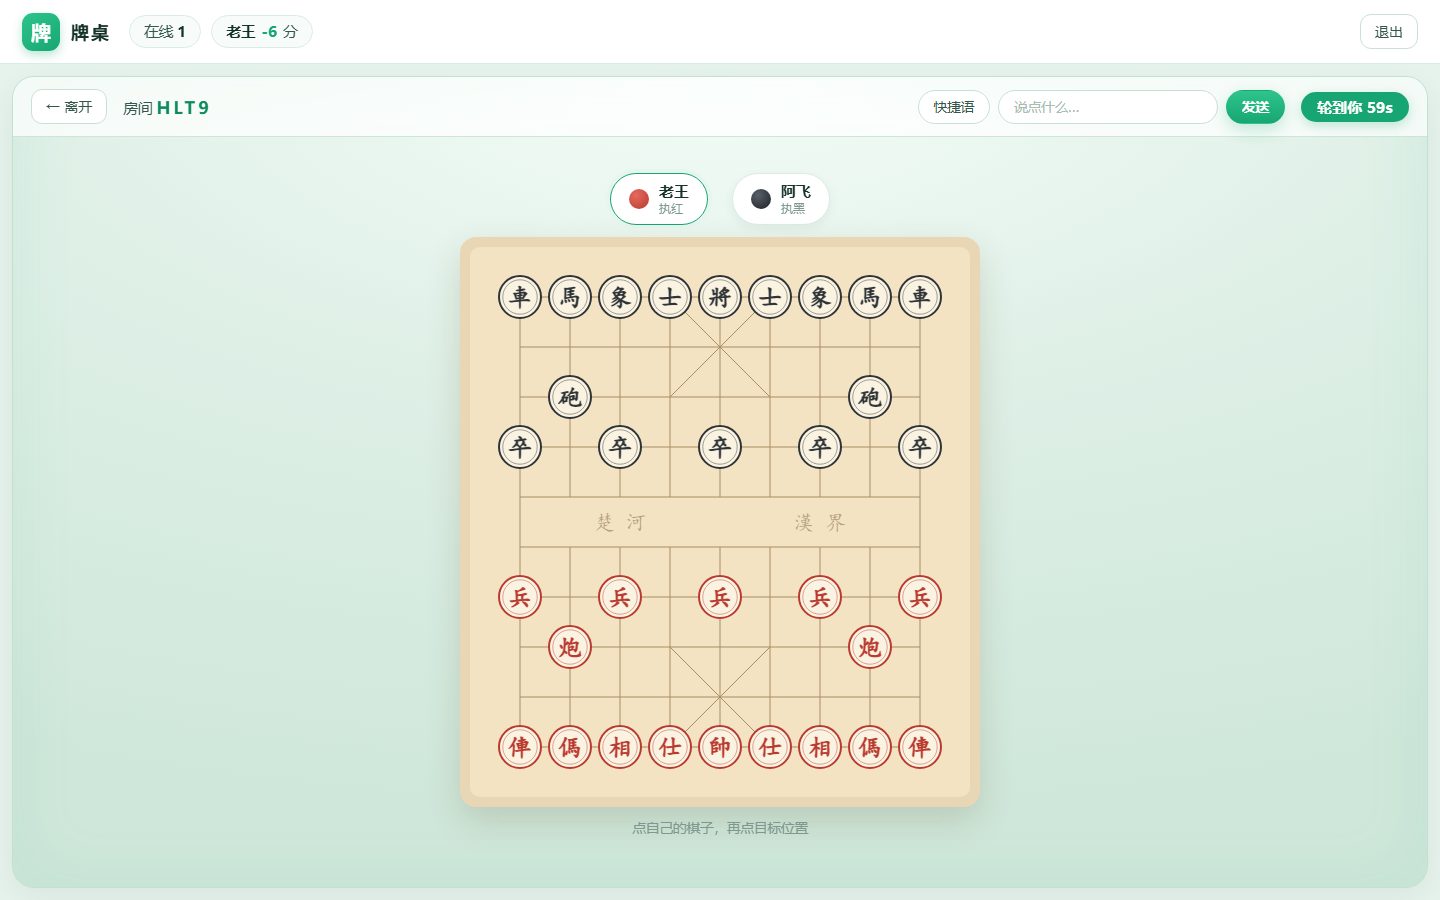 牌 牌桌 在线 1 老王 -6 分 退出
← 离开 房间 HLT9 快捷语 说点什么... 发送 轮到你 59s
老王 阿飞
执红 执黑
車 馬 象 士 將 士 象 馬 車
砲 砲
卒 卒 卒 卒 卒
楚 河 漢 界
兵 兵 兵 兵 兵
炮 炮
俥 傌 相 仕 帥 仕 相 傌 俥
点自己的棋子，再点目标位置